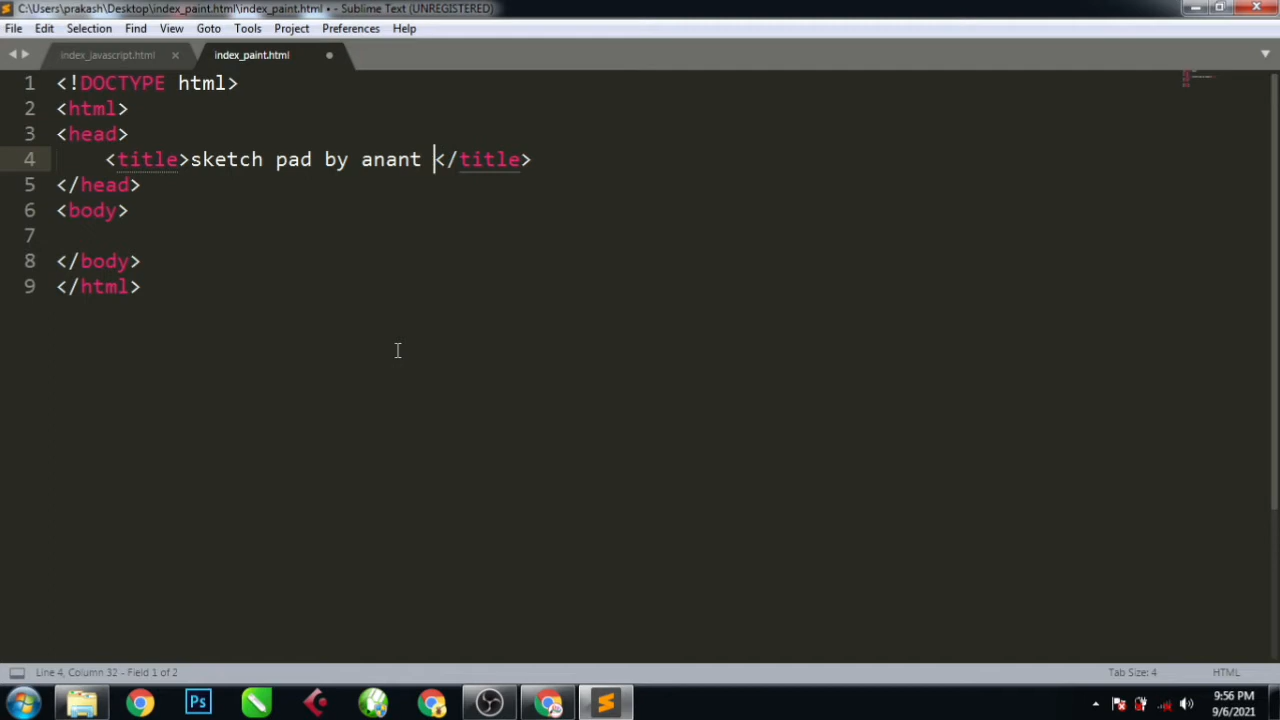 C:\Users\prakash\Desktop\index_paint.html\index_paint.html • - Sublime Text (UNREGISTERED)
File Edit Selection Find View Goto Tools Project Preferences Help
index_javascript.html × index_paint.html
1 <!DOCTYPE html>
2 <html>
3 <head>
4 <title>sketch pad by anant </title>
5 </head>
6 <body>
7
8 </body>
9 </html>
Line 4, Column 32 - Field 1 of 2 Tab Size: 4 HTML
Ps
9:56 PM
9/6/2021